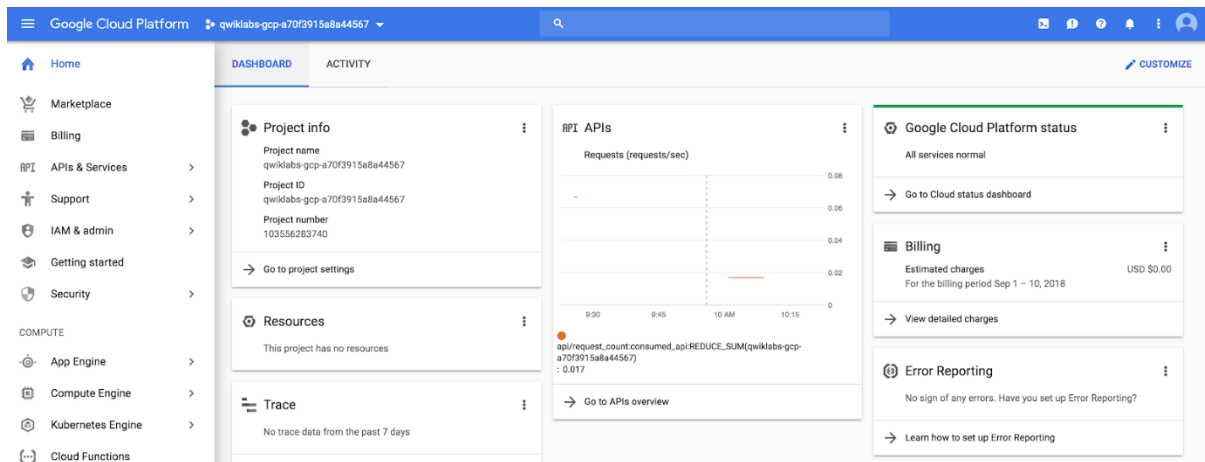 Google Cloud Platform
qwiklabs-gcp-a70f3915a8a44567
Home
Marketplace
Billing
API APIs & Services
Support
IAM & admin
Getting started
Security
COMPUTE
App Engine
Compute Engine
Kubernetes Engine
Cloud Functions
DASHBOARD
ACTIVITY
CUSTOMIZE
Project info
Project name
qwiklabs-gcp-a70f3915a8a44567
Project ID
qwiklabs-gcp-a70f3915a8a44567
Project number
103556283740
Go to project settings
Resources
This project has no resources
Trace
No trace data from the past 7 days
API APIs
Requests (requests/sec)
0.08
0.06
0.04
0.02
0
9:30 9:45 10 AM 10:15
api/request_count:consumed_api:REDUCE_SUM(qwiklabs-gcp-
a70f3915a8a44567)
: 0.017
Go to APIs overview
Google Cloud Platform status
All services normal
Go to Cloud status dashboard
Billing
Estimated charges USD $0.00
For the billing period Sep 1 – 10, 2018
View detailed charges
Error Reporting
No sign of any errors. Have you set up Error Reporting?
Learn how to set up Error Reporting